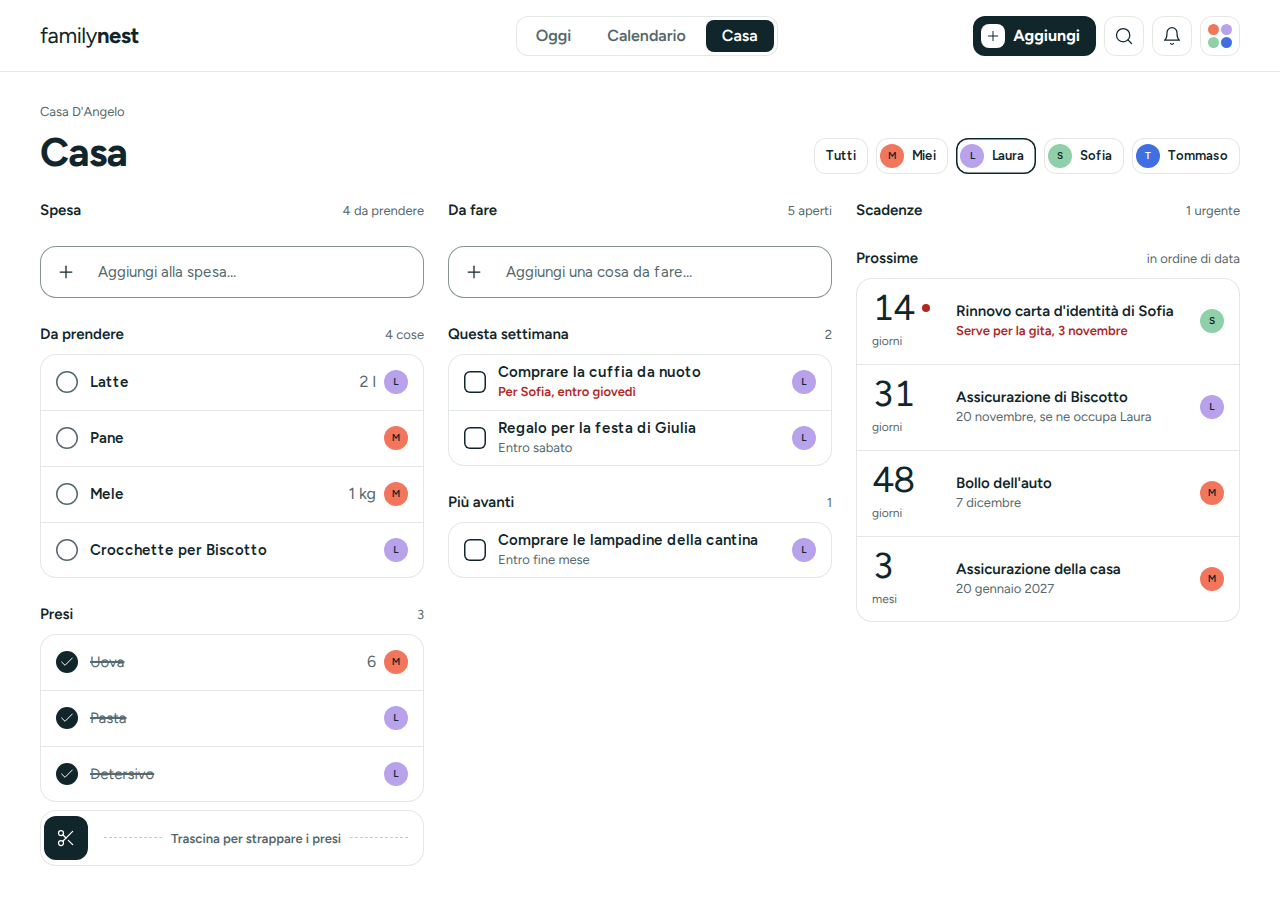 familynest
Oggi
Calendario
Casa
Aggiungi
Casa D'Angelo
Casa
Tutti
M Miei
L Laura
S Sofia
T Tommaso
Spesa
4 da prendere
Aggiungi alla spesa...
Da prendere
4 cose
Latte
2 l
L
Pane
M
Mele
1 kg
M
Crocchette per Biscotto
L
Presi
3
Uova
6
M
Pasta
L
Detersivo
L
Trascina per strappare i presi
Da fare
5 aperti
Aggiungi una cosa da fare...
Questa settimana
2
Comprare la cuffia da nuoto
Per Sofia, entro giovedì
L
Regalo per la festa di Giulia
Entro sabato
L
Più avanti
1
Comprare le lampadine della cantina
Entro fine mese
L
Scadenze
1 urgente
Prossime
in ordine di data
14
giorni
Rinnovo carta d'identità di Sofia
Serve per la gita, 3 novembre
S
31
giorni
Assicurazione di Biscotto
20 novembre, se ne occupa Laura
L
48
giorni
Bollo dell'auto
7 dicembre
M
3
mesi
Assicurazione della casa
20 gennaio 2027
M